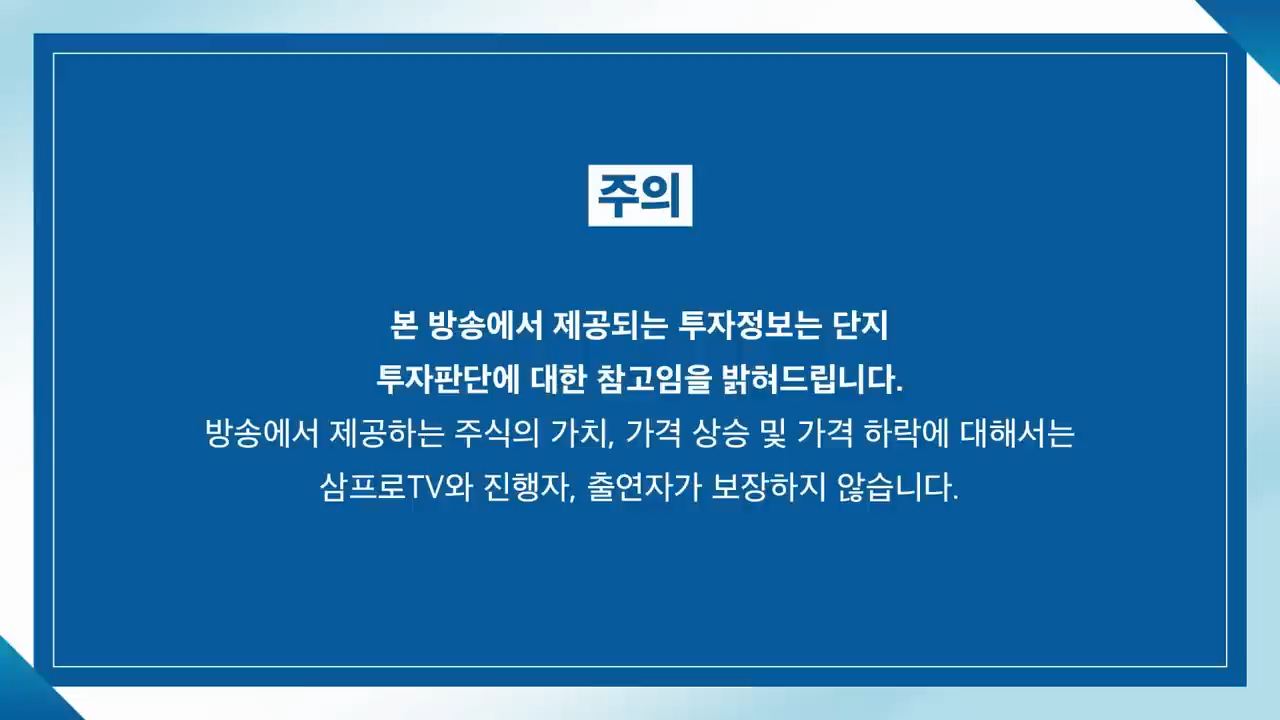 주의
본 방송에서 제공되는 투자정보는 단지
투자판단에 대한 참고임을 밝혀드립니다.
방송에서 제공하는 주식의 가치, 가격 상승 및 가격 하락에 대해서는
삼프로TV와 진행자, 출연자가 보장하지 않습니다.